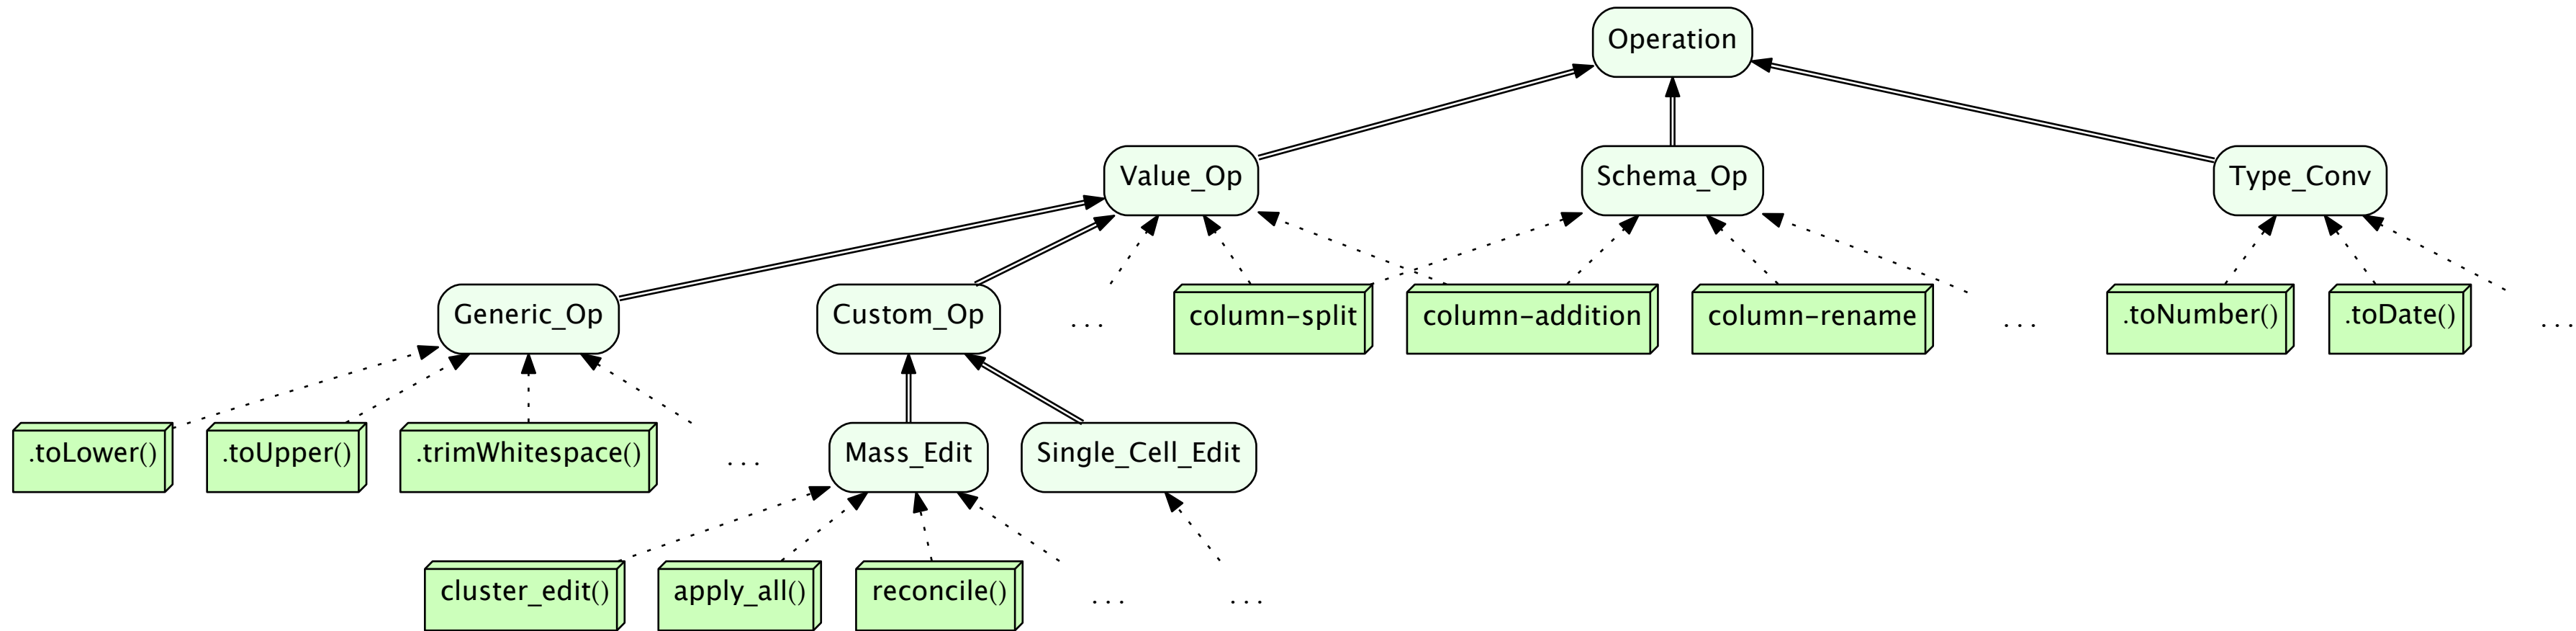 Operation
Value_Op
Schema_Op
Type_Conv
Generic_Op
Custom_Op
...
column-split
column-addition
column-rename
...
.toNumber()
.toDate()
...
.toLower()
.toUpper()
.trimWhitespace()
...
Mass_Edit
Single_Cell_Edit
cluster_edit()
apply_all()
reconcile()
...
...